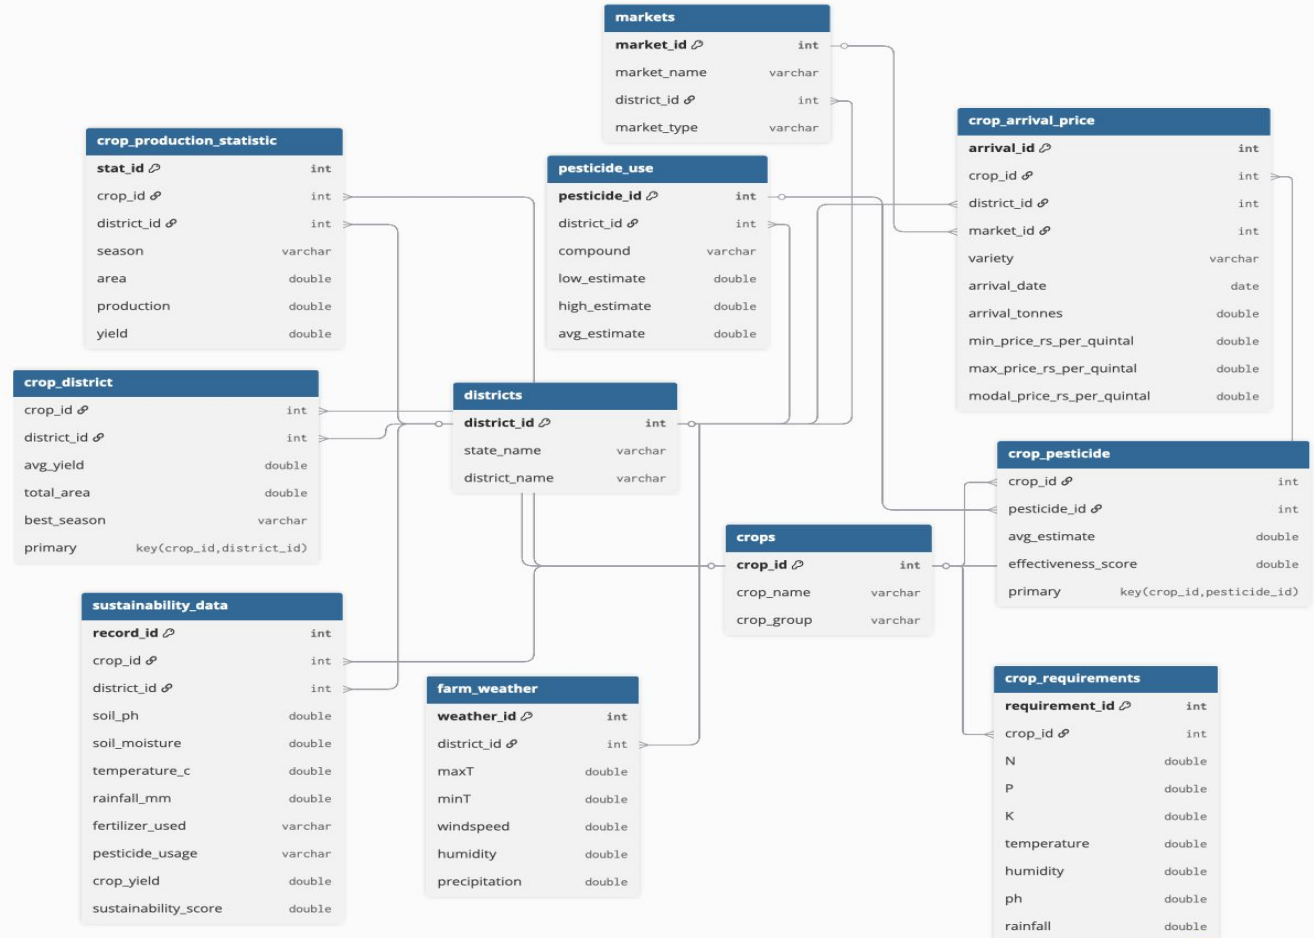 markets
market_id int
market_name varchar
district_id int
market_type varchar
crop_production_statistic
stat_id int
crop_id int
district_id int
season varchar
area double
production double
yield double
pesticide_use
pesticide_id int
district_id int
compound varchar
low_estimate double
high_estimate double
avg_estimate double
crop_arrival_price
arrival_id int
crop_id int
district_id int
market_id int
variety varchar
arrival_date date
arrival_tonnes double
min_price_rs_per_quintal double
max_price_rs_per_quintal double
modal_price_rs_per_quintal double
crop_district
crop_id int
district_id int
avg_yield double
total_area double
best_season varchar
primary key(crop_id,district_id)
districts
district_id int
state_name varchar
district_name varchar
crop_pesticide
crop_id int
pesticide_id int
avg_estimate double
effectiveness_score double
primary key(crop_id,pesticide_id)
crops
crop_id int
crop_name varchar
crop_group varchar
sustainability_data
record_id int
crop_id int
district_id int
soil_ph double
soil_moisture double
temperature_c double
rainfall_mm double
fertilizer_used varchar
pesticide_usage varchar
crop_yield double
sustainability_score double
farm_weather
weather_id int
district_id int
maxT double
minT double
windspeed double
humidity double
precipitation double
crop_requirements
requirement_id int
crop_id int
N double
P double
K double
temperature double
humidity double
ph double
rainfall double